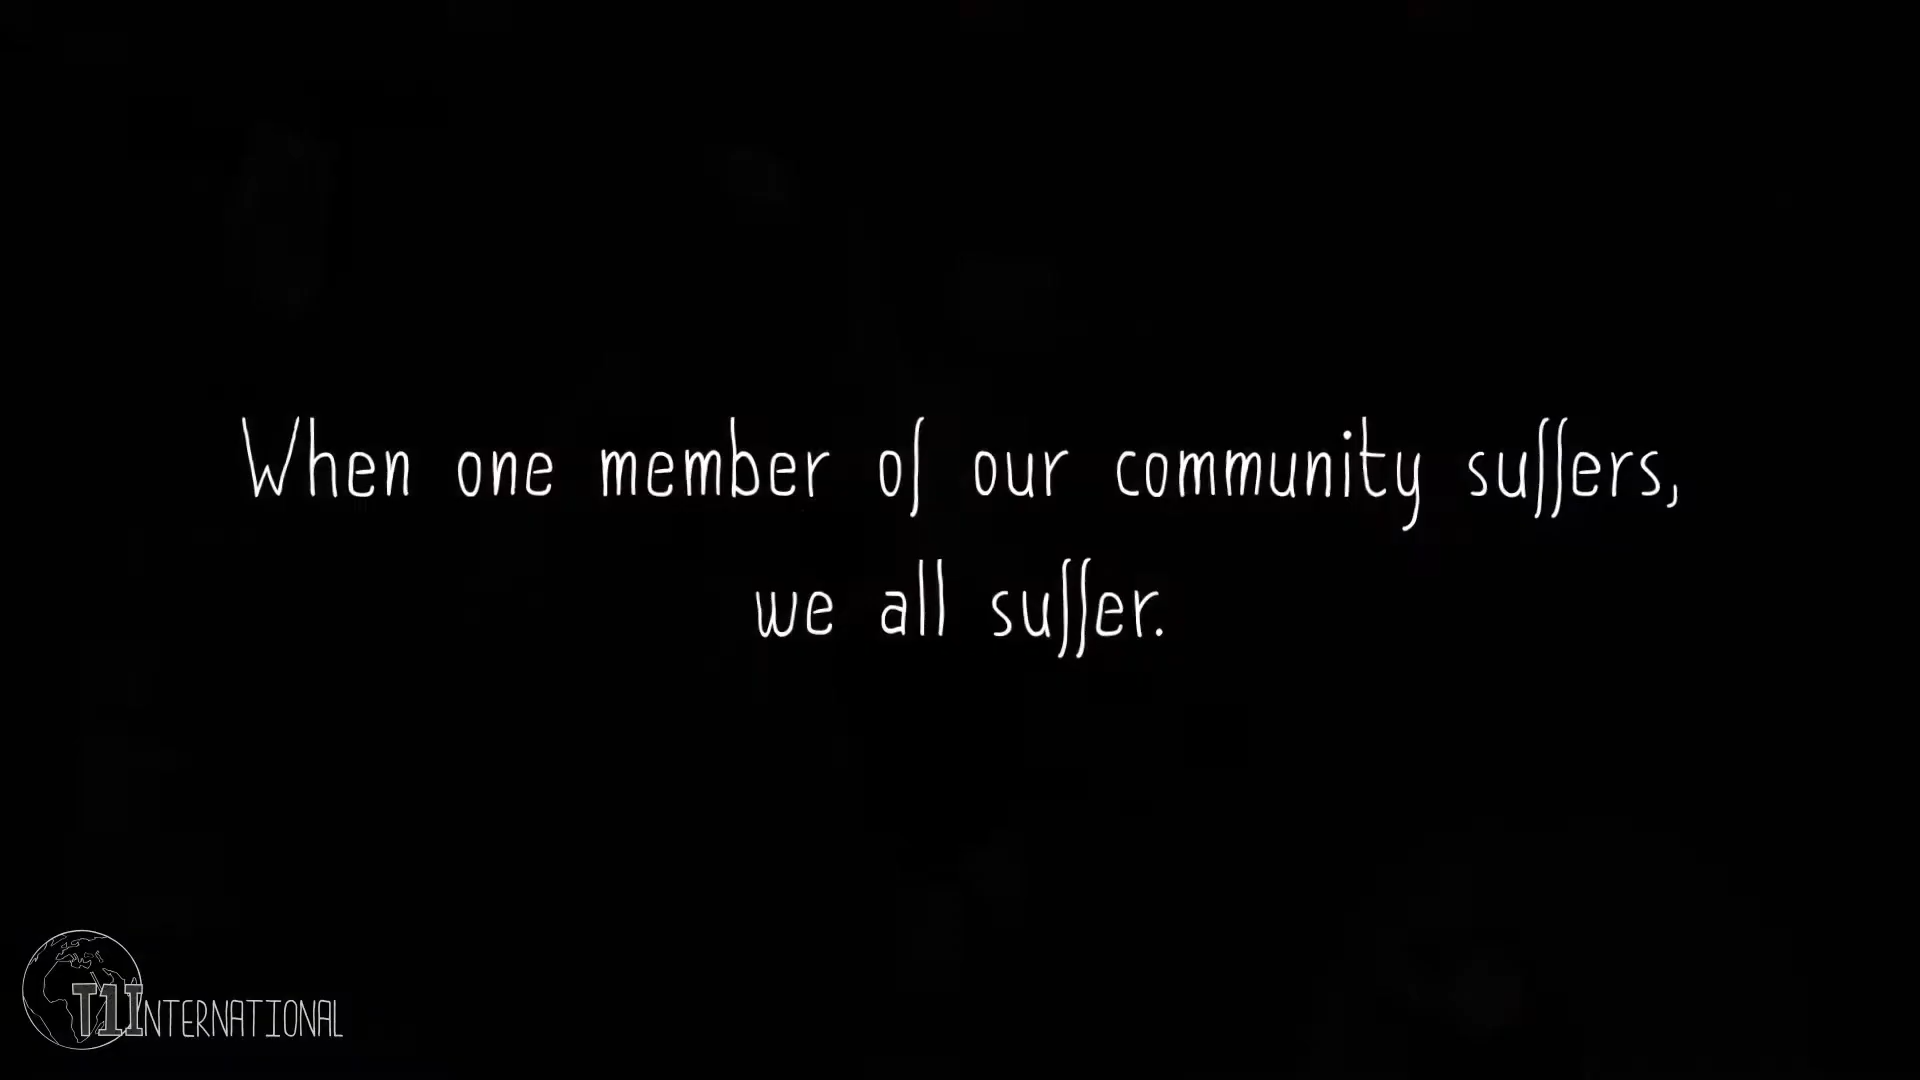 When one member of our community suffers,
we all suffer.
T1INTERNATIONAL